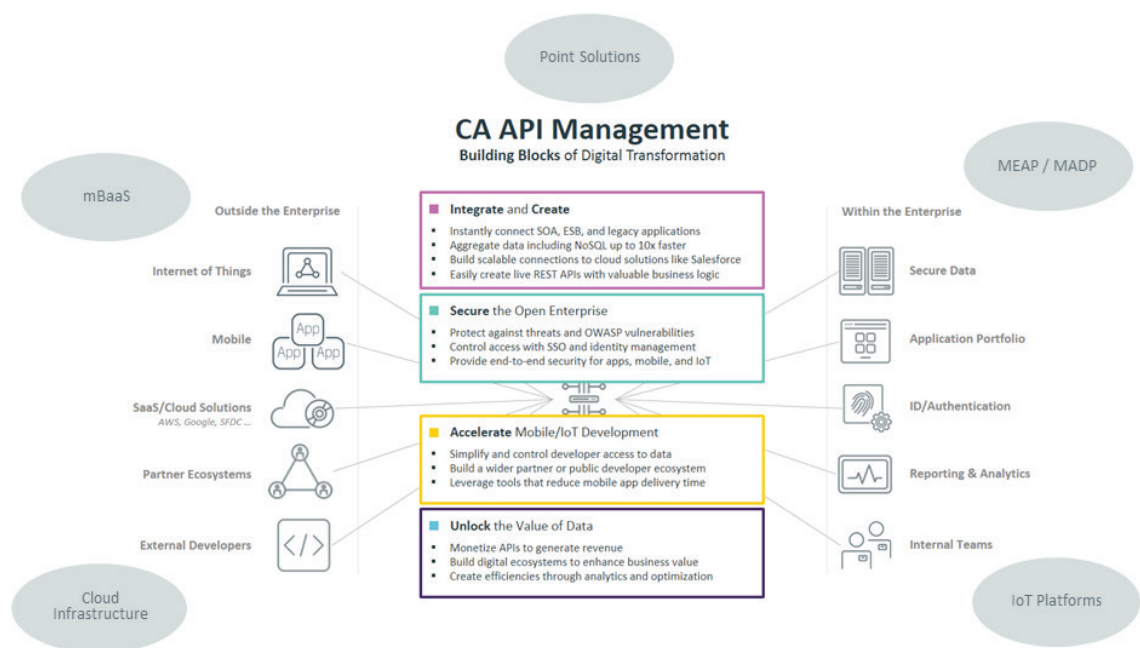 Point Solutions
CA API Management
Building Blocks of Digital Transformation
MEAP / MADP
mBaaS
Outside the Enterprise
Internet of Things
Mobile
App
App
App
SaaS/Cloud Solutions
AWS, Google, SFDC ...
Partner Ecosystems
External Developers
</>
Integrate and Create
▪ Instantly connect SOA, ESB, and legacy applications
▪ Aggregate data including NoSQL up to 10x faster
▪ Build scalable connections to cloud solutions like Salesforce
▪ Easily create live REST APIs with valuable business logic
Secure the Open Enterprise
▪ Protect against threats and OWASP vulnerabilities
▪ Control access with SSO and identity management
▪ Provide end-to-end security for apps, mobile, and IoT
Accelerate Mobile/IoT Development
▪ Simplify and control developer access to data
▪ Build a wider partner or public developer ecosystem
▪ Leverage tools that reduce mobile app delivery time
Unlock the Value of Data
▪ Monetize APIs to generate revenue
▪ Build digital ecosystems to enhance business value
▪ Create efficiencies through analytics and optimization
Within the Enterprise
Secure Data
Application Portfolio
ID/Authentication
Reporting & Analytics
Internal Teams
Cloud
Infrastructure
IoT Platforms